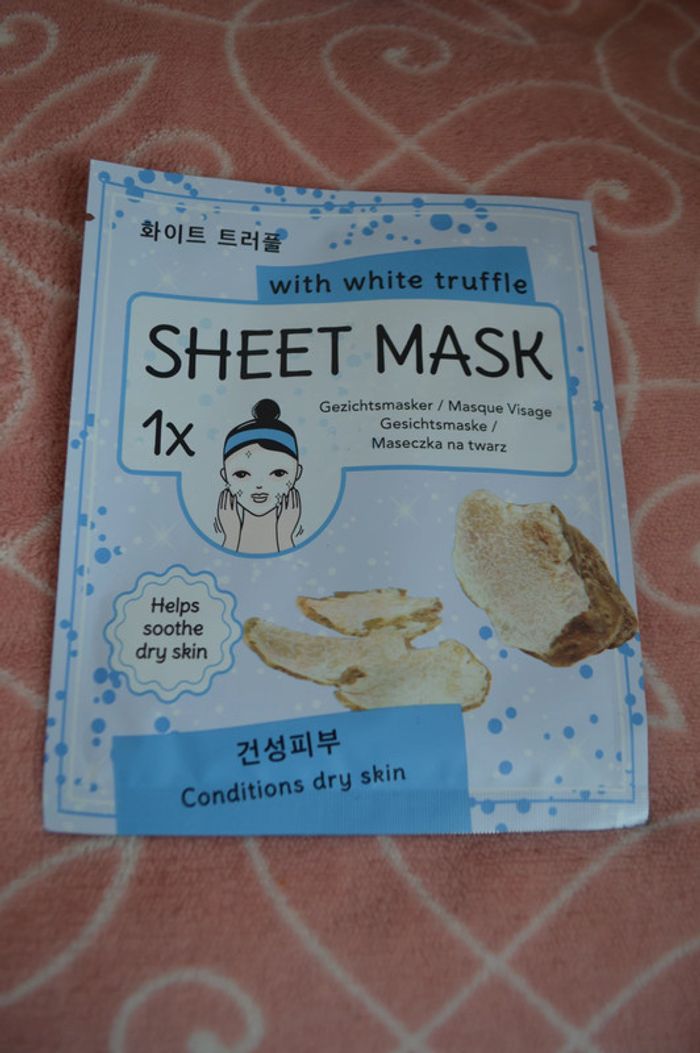 화이트 트러플
with white truffle
SHEET MASK
1x
Gezichtsmasker / Masque Visage
Gesichtsmaske /
Maseczka na twarz
Helps
soothe
dry skin
건성피부
Conditions dry skin